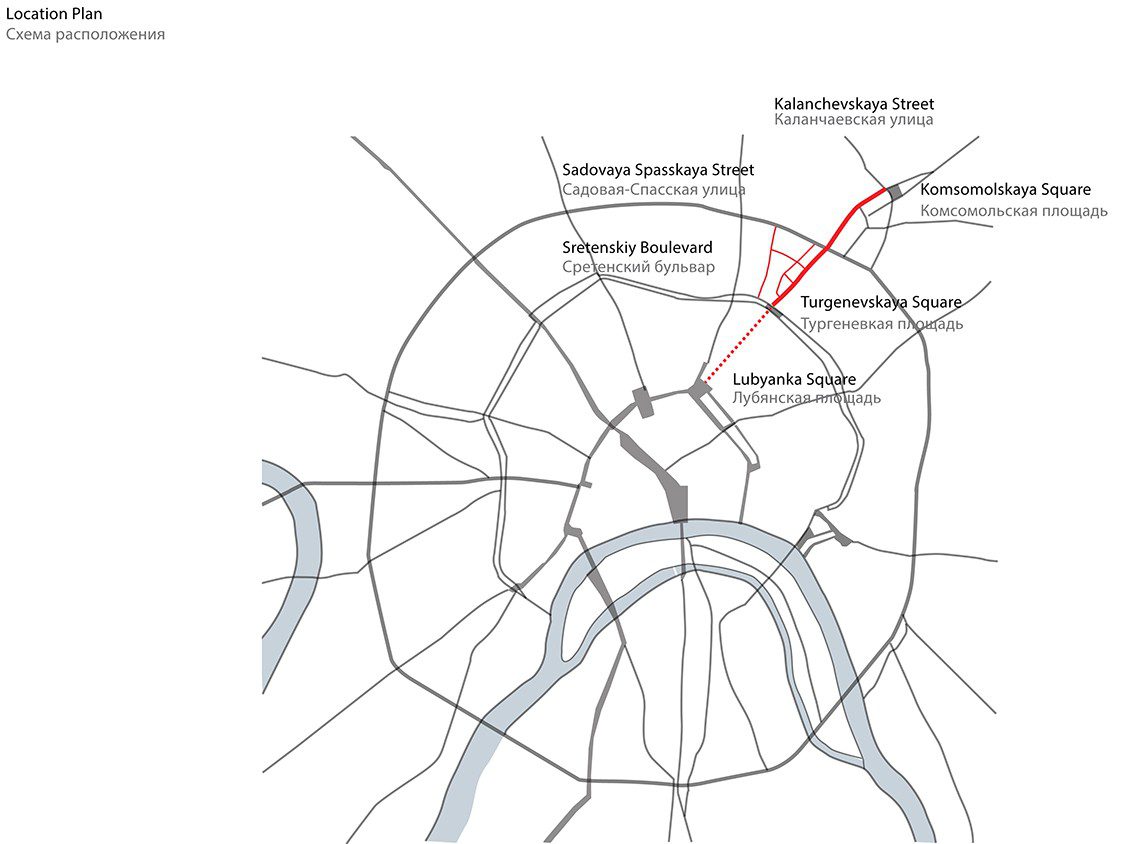 Location Plan
Схема расположения
Kalanchevskaya Street
Каланчаевская улица
Sadovaya Spasskaya Street
Садовая-Спасская улица
Komsomolskaya Square
Комсомольская площадь
Sretenskiy Boulevard
Сретенский бульвар
Turgenevskaya Square
Тургеневкая площадь
Lubyanka Square
Лубянская площадь